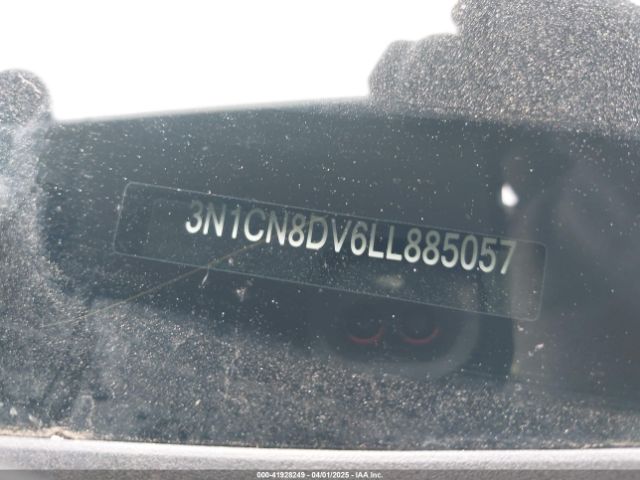 3N1CN8DV6LL885057
000-41928249 - 04/01/2025 - IAA Inc.